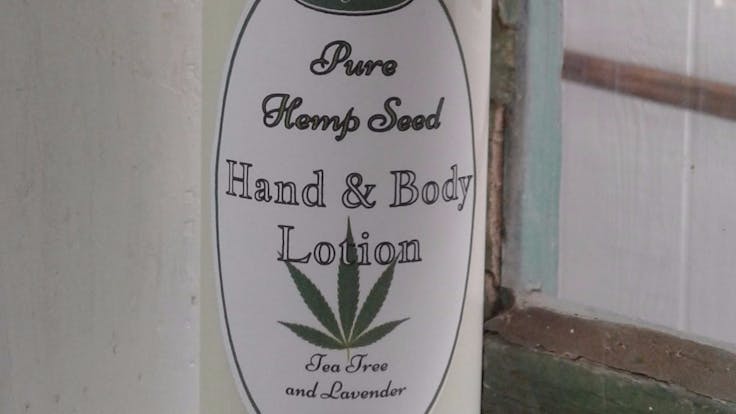 Pure
Hemp Seed
Hand & Body
Lotion
Tea Tree
and Lavender